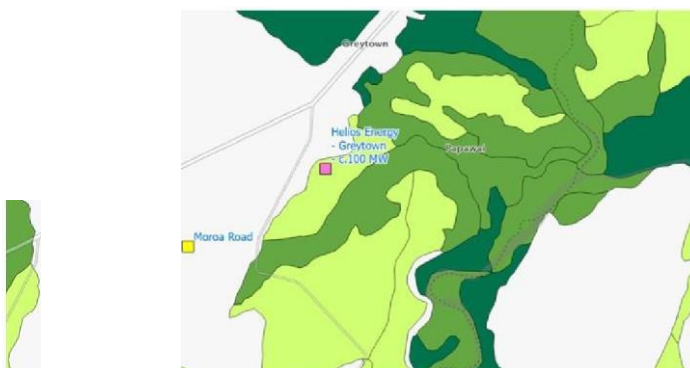 Greytown
Helios Energy
- Greytown
- c.100 MW
Papawai
Moroa Road